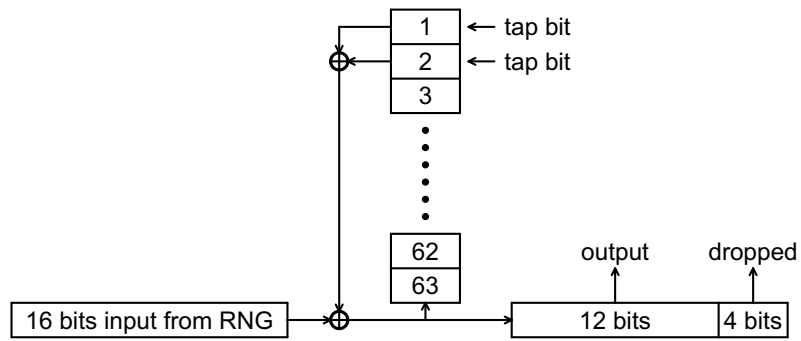 1
tap bit
2
tap bit
3
62
63
output
dropped
16 bits input from RNG
12 bits
4 bits